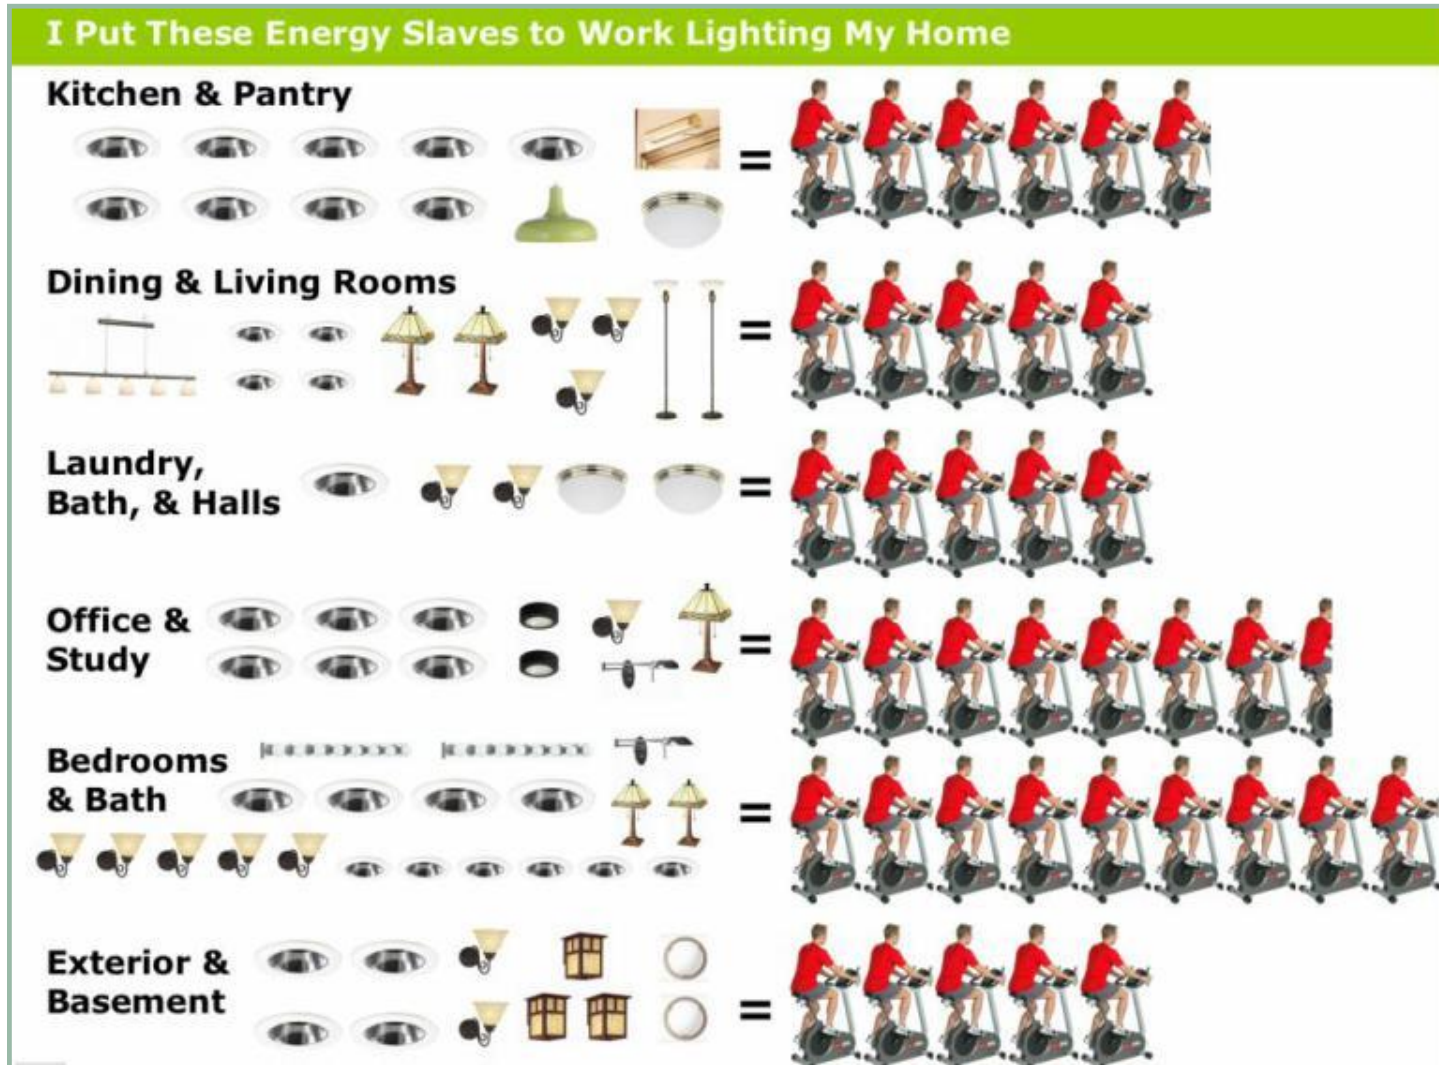 I Put These Energy Slaves to Work Lighting My Home
Kitchen & Pantry
=
Dining & Living Rooms
=
Laundry,
Bath, & Halls
=
Office &
Study
=
Bedrooms
& Bath
=
Exterior &
Basement
=